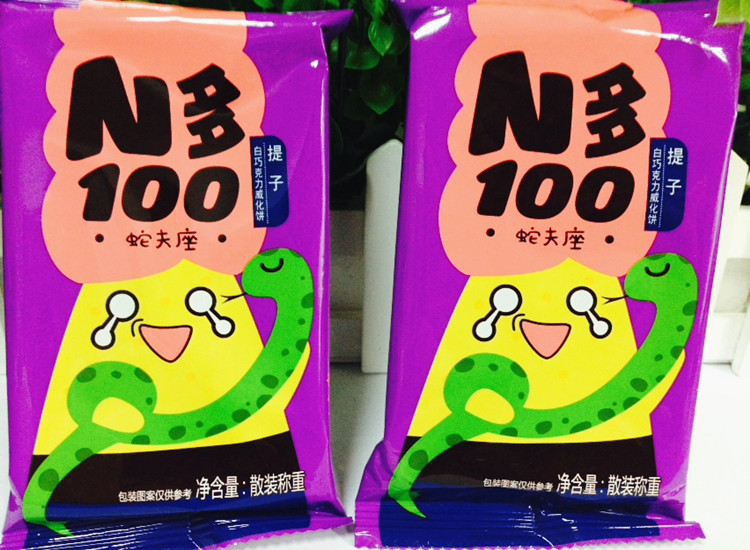 N多
100
提子
白巧克力威化饼
· 蛇夫座 ·
包装图案仅供参考 净含量:散装称重
N多
100
提子
白巧克力威化饼
· 蛇夫座 ·
包装图案仅供参考 净含量:散装称重